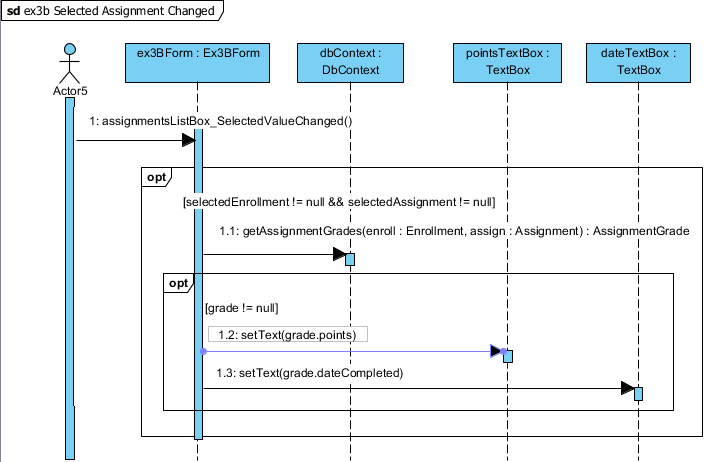 sd ex3b Selected Assignment Changed
Actor5
ex3BForm : Ex3BForm
dbContext :
DbContext
pointsTextBox :
TextBox
dateTextBox :
TextBox
1: assignmentsListBox_SelectedValueChanged()
opt
[selectedEnrollment != null && selectedAssignment != null]
1.1: getAssignmentGrades(enroll : Enrollment, assign : Assignment) : AssignmentGrade
opt
[grade != null]
1.2: setText(grade.points)
1.3: setText(grade.dateCompleted)